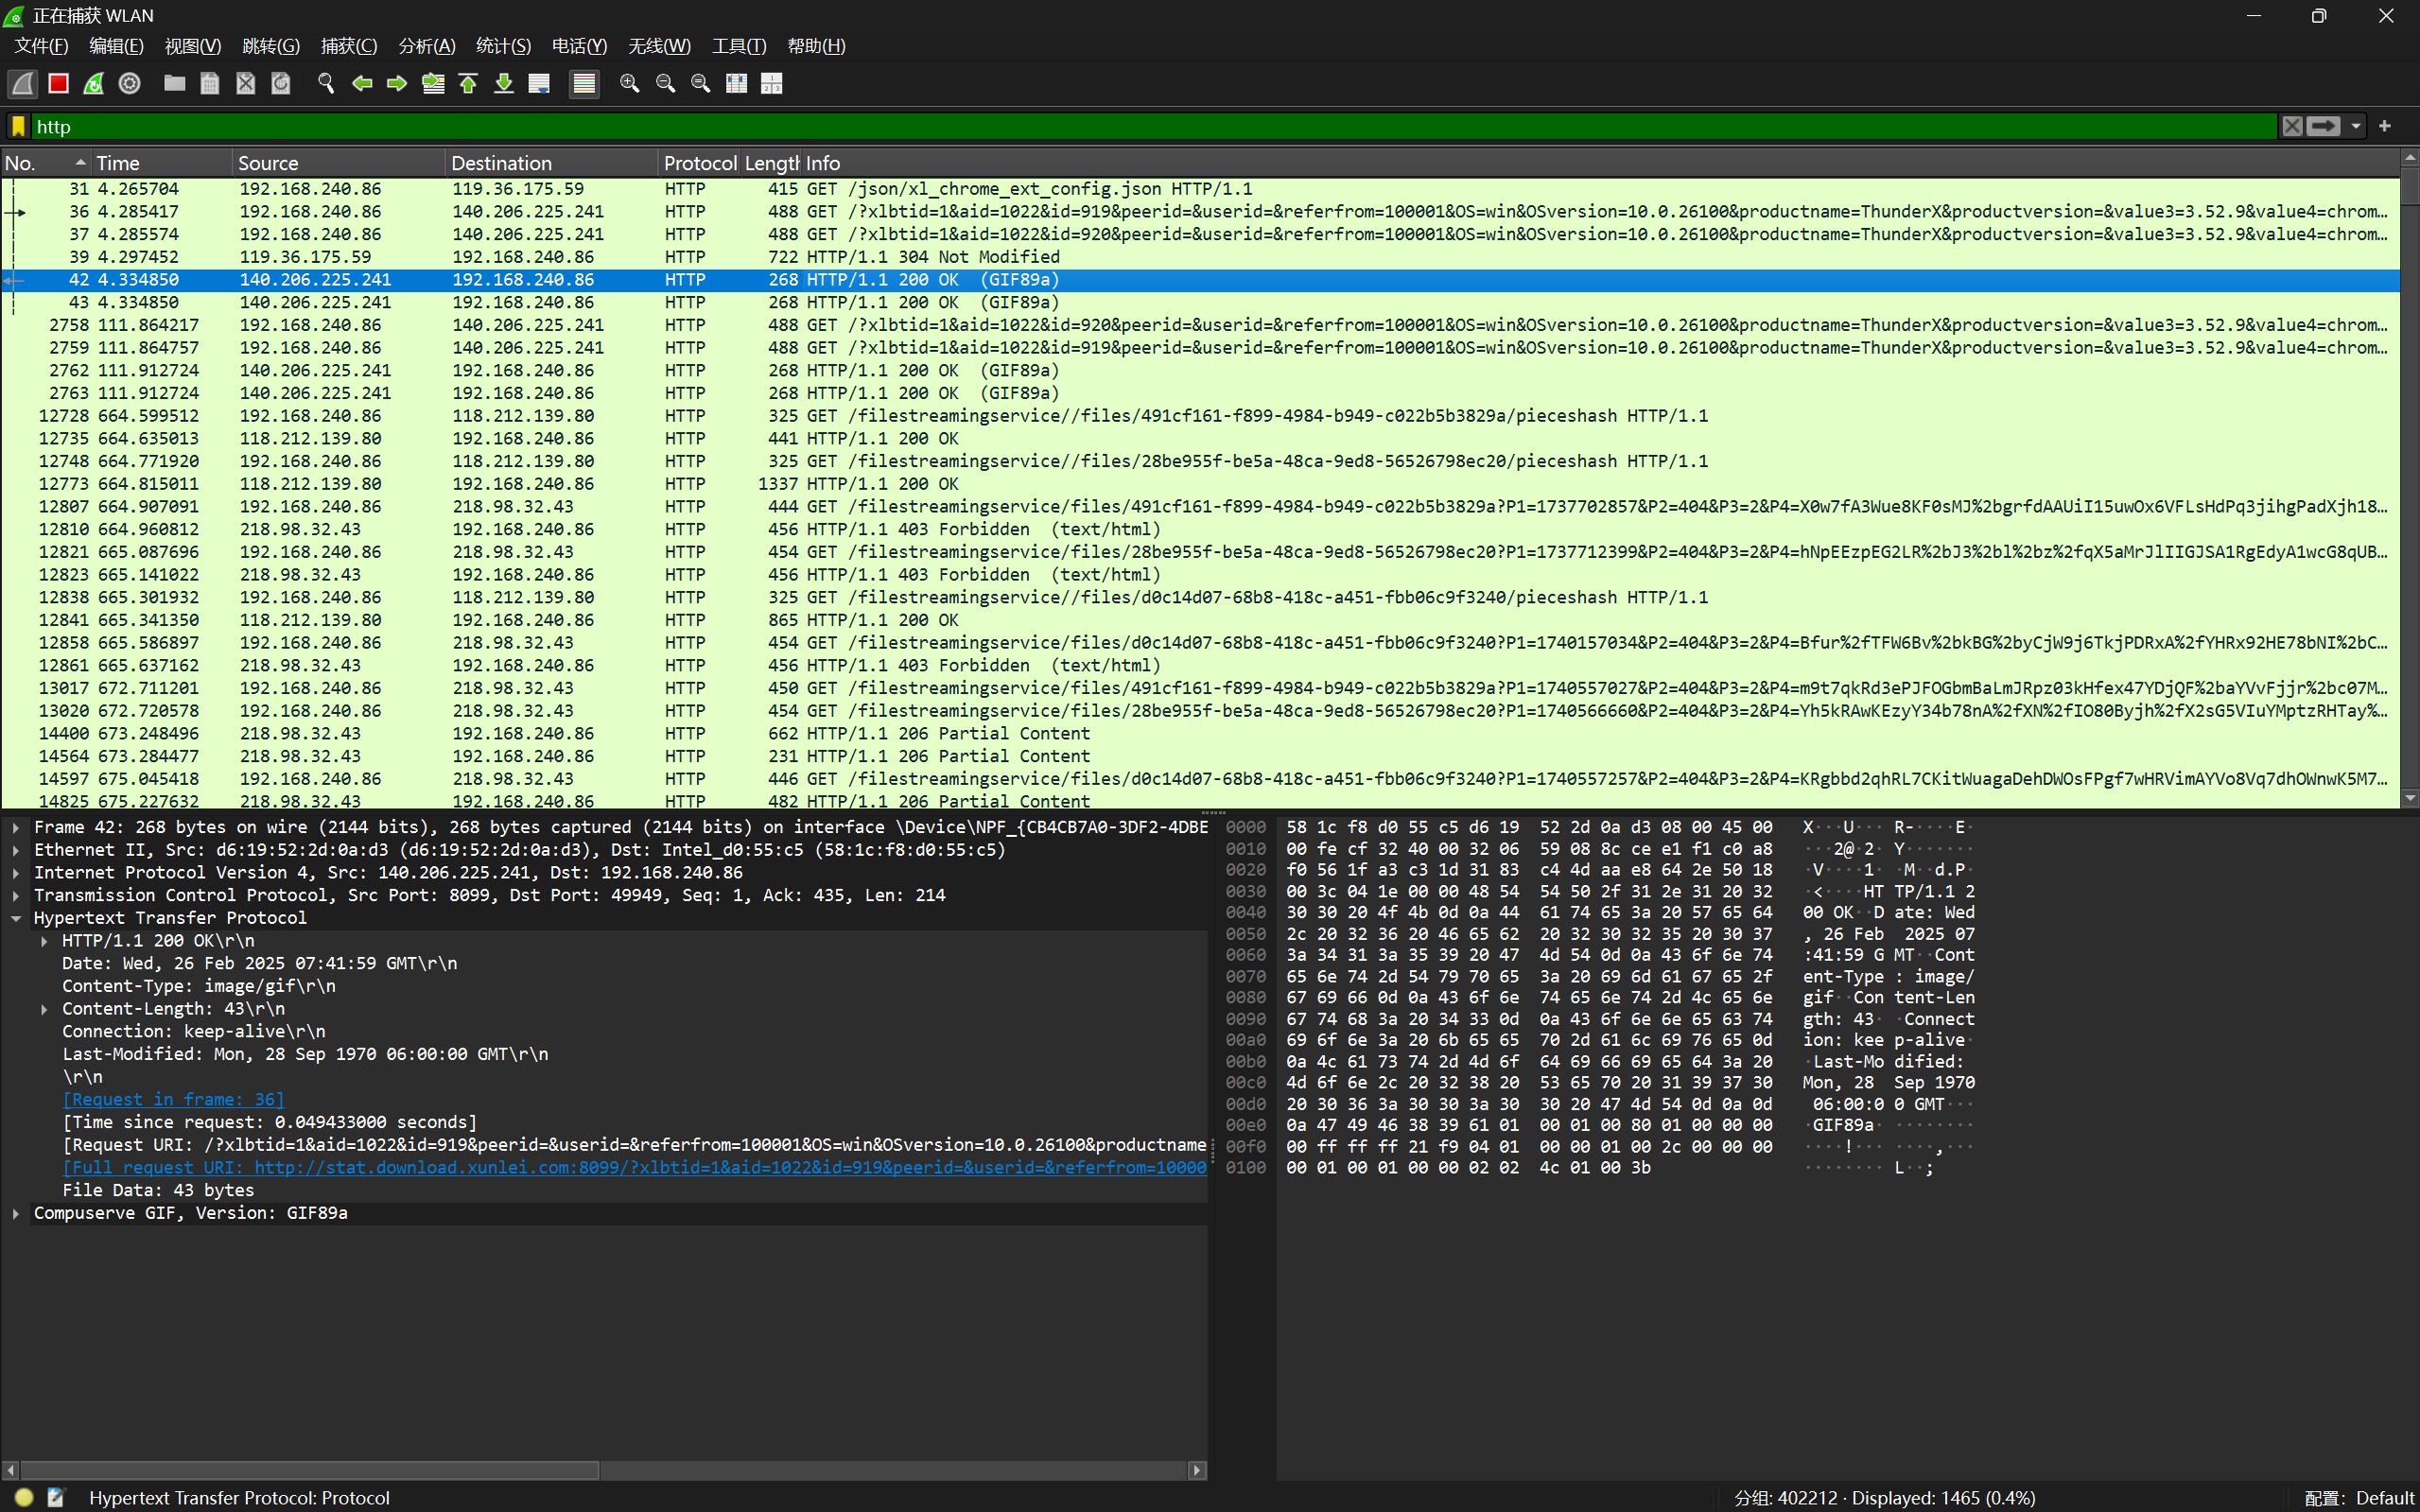 正在捕获 WLAN
文件(F) 编辑(E) 视图(V) 跳转(G) 捕获(C) 分析(A) 统计(S) 电话(Y) 无线(W) 工具(T) 帮助(H)
http
No. Time Source Destination Protocol Length Info
31 4.265704 192.168.240.86 119.36.175.59 HTTP 415 GET /json/xl_chrome_ext_config.json HTTP/1.1
36 4.285417 192.168.240.86 140.206.225.241 HTTP 488 GET /?xlbtid=1&aid=1022&id=919&peerid=&userid=&referfrom=100001&OS=win&OSversion=10.0.26100&productname=ThunderX&productversion=&value3=3.52.9&value4=chrom…
37 4.285574 192.168.240.86 140.206.225.241 HTTP 488 GET /?xlbtid=1&aid=1022&id=920&peerid=&userid=&referfrom=100001&OS=win&OSversion=10.0.26100&productname=ThunderX&productversion=&value3=3.52.9&value4=chrom…
39 4.297452 119.36.175.59 192.168.240.86 HTTP 722 HTTP/1.1 304 Not Modified
42 4.334850 140.206.225.241 192.168.240.86 HTTP 268 HTTP/1.1 200 OK (GIF89a)
43 4.334850 140.206.225.241 192.168.240.86 HTTP 268 HTTP/1.1 200 OK (GIF89a)
2758 111.864217 192.168.240.86 140.206.225.241 HTTP 488 GET /?xlbtid=1&aid=1022&id=920&peerid=&userid=&referfrom=100001&OS=win&OSversion=10.0.26100&productname=ThunderX&productversion=&value3=3.52.9&value4=chrom…
2759 111.864757 192.168.240.86 140.206.225.241 HTTP 488 GET /?xlbtid=1&aid=1022&id=919&peerid=&userid=&referfrom=100001&OS=win&OSversion=10.0.26100&productname=ThunderX&productversion=&value3=3.52.9&value4=chrom…
2762 111.912724 140.206.225.241 192.168.240.86 HTTP 268 HTTP/1.1 200 OK (GIF89a)
2763 111.912724 140.206.225.241 192.168.240.86 HTTP 268 HTTP/1.1 200 OK (GIF89a)
12728 664.599512 192.168.240.86 118.212.139.80 HTTP 325 GET /filestreamingservice//files/491cf161-f899-4984-b949-c022b5b3829a/pieceshash HTTP/1.1
12735 664.635013 118.212.139.80 192.168.240.86 HTTP 441 HTTP/1.1 200 OK
12748 664.771920 192.168.240.86 118.212.139.80 HTTP 325 GET /filestreamingservice//files/28be955f-be5a-48ca-9ed8-56526798ec20/pieceshash HTTP/1.1
12773 664.815011 118.212.139.80 192.168.240.86 HTTP 1337 HTTP/1.1 200 OK
12807 664.907091 192.168.240.86 218.98.32.43 HTTP 444 GET /filestreamingservice/files/491cf161-f899-4984-b949-c022b5b3829a?P1=1737702857&P2=404&P3=2&P4=X0w7fA3Wue8KF0sMJ%2bgrfdAAUiI15uwOx6VFLsHdPq3jihgPadXjh18…
12810 664.960812 218.98.32.43 192.168.240.86 HTTP 456 HTTP/1.1 403 Forbidden (text/html)
12821 665.087696 192.168.240.86 218.98.32.43 HTTP 454 GET /filestreamingservice/files/28be955f-be5a-48ca-9ed8-56526798ec20?P1=1737712399&P2=404&P3=2&P4=hNpEEzpEG2LR%2bJ3%2bl%2bz%2fqX5aMrJlIIGJSA1RgEdyA1wcG8qUB…
12823 665.141022 218.98.32.43 192.168.240.86 HTTP 456 HTTP/1.1 403 Forbidden (text/html)
12838 665.301932 192.168.240.86 118.212.139.80 HTTP 325 GET /filestreamingservice//files/d0c14d07-68b8-418c-a451-fbb06c9f3240/pieceshash HTTP/1.1
12841 665.341350 118.212.139.80 192.168.240.86 HTTP 865 HTTP/1.1 200 OK
12858 665.586897 192.168.240.86 218.98.32.43 HTTP 454 GET /filestreamingservice/files/d0c14d07-68b8-418c-a451-fbb06c9f3240?P1=1740157034&P2=404&P3=2&P4=Bfur%2fTFW6Bv%2bkBG%2byCjW9j6TkjPDRxA%2fYHRx92HE78bNI%2bC…
12861 665.637162 218.98.32.43 192.168.240.86 HTTP 456 HTTP/1.1 403 Forbidden (text/html)
13017 672.711201 192.168.240.86 218.98.32.43 HTTP 450 GET /filestreamingservice/files/491cf161-f899-4984-b949-c022b5b3829a?P1=1740557027&P2=404&P3=2&P4=m9t7qkRd3ePJFOGbmBaLmJRpz03kHfex47YDjQF%2baYVvFjjr%2bc07M…
13020 672.720578 192.168.240.86 218.98.32.43 HTTP 454 GET /filestreamingservice/files/28be955f-be5a-48ca-9ed8-56526798ec20?P1=1740566660&P2=404&P3=2&P4=Yh5kRAwKEzyY34b78nA%2fXN%2fIO80Byjh%2fX2sG5VIuYMptzRHTay%…
14400 673.248496 218.98.32.43 192.168.240.86 HTTP 662 HTTP/1.1 206 Partial Content
14564 673.284477 218.98.32.43 192.168.240.86 HTTP 231 HTTP/1.1 206 Partial Content
14597 675.045418 192.168.240.86 218.98.32.43 HTTP 446 GET /filestreamingservice/files/d0c14d07-68b8-418c-a451-fbb06c9f3240?P1=1740557257&P2=404&P3=2&P4=KRgbbd2qhRL7CKitWuagaDehDWOsFPgf7wHRVimAYVo8Vq7dhOWnwK5M7…
14825 675.227632 218.98.32.43 192.168.240.86 HTTP 482 HTTP/1.1 206 Partial Content
Frame 42: 268 bytes on wire (2144 bits), 268 bytes captured (2144 bits) on interface \Device\NPF_{CB4CB7A0-3DF2-4DBE
Ethernet II, Src: d6:19:52:2d:0a:d3 (d6:19:52:2d:0a:d3), Dst: Intel_d0:55:c5 (58:1c:f8:d0:55:c5)
Internet Protocol Version 4, Src: 140.206.225.241, Dst: 192.168.240.86
Transmission Control Protocol, Src Port: 8099, Dst Port: 49949, Seq: 1, Ack: 435, Len: 214
Hypertext Transfer Protocol
HTTP/1.1 200 OK\r\n
Date: Wed, 26 Feb 2025 07:41:59 GMT\r\n
Content-Type: image/gif\r\n
Content-Length: 43\r\n
Connection: keep-alive\r\n
Last-Modified: Mon, 28 Sep 1970 06:00:00 GMT\r\n
\r\n
[Request in frame: 36]
[Time since request: 0.049433000 seconds]
[Request URI: /?xlbtid=1&aid=1022&id=919&peerid=&userid=&referfrom=100001&OS=win&OSversion=10.0.26100&productname
[Full request URI: http://stat.download.xunlei.com:8099/?xlbtid=1&aid=1022&id=919&peerid=&userid=&referfrom=10000
File Data: 43 bytes
Compuserve GIF, Version: GIF89a
0000 58 1c f8 d0 55 c5 d6 19 52 2d 0a d3 08 00 45 00 X···U··· R-····E·
0010 00 fe cf 32 40 00 32 06 59 08 8c ce e1 f1 c0 a8 ···2@·2· Y·······
0020 f0 56 1f a3 c3 1d 31 83 c4 4d aa e8 64 2e 50 18 ·V····1· ·M··d.P·
0030 00 3c 04 1e 00 00 48 54 54 50 2f 31 2e 31 20 32 ·<····HT TP/1.1 2
0040 30 30 20 4f 4b 0d 0a 44 61 74 65 3a 20 57 65 64 00 OK··D ate: Wed
0050 2c 20 32 36 20 46 65 62 20 32 30 32 35 20 30 37 , 26 Feb  2025 07
0060 3a 34 31 3a 35 39 20 47 4d 54 0d 0a 43 6f 6e 74 :41:59 G MT··Cont
0070 65 6e 74 2d 54 79 70 65 3a 20 69 6d 61 67 65 2f ent-Type : image/
0080 67 69 66 0d 0a 43 6f 6e 74 65 6e 74 2d 4c 65 6e gif··Con tent-Len
0090 67 74 68 3a 20 34 33 0d 0a 43 6f 6e 6e 65 63 74 gth: 43· ·Connect
00a0 69 6f 6e 3a 20 6b 65 65 70 2d 61 6c 69 76 65 0d ion: kee p-alive·
00b0 0a 4c 61 73 74 2d 4d 6f 64 69 66 69 65 64 3a 20 ·Last-Mo dified:
00c0 4d 6f 6e 2c 20 32 38 20 53 65 70 20 31 39 37 30 Mon, 28  Sep 1970
00d0 20 30 36 3a 30 30 3a 30 30 20 47 4d 54 0d 0a 0d 06:00:0 0 GMT···
00e0 0a 47 49 46 38 39 61 01 00 01 00 80 01 00 00 00 ·GIF89a· ········
00f0 00 ff ff ff 21 f9 04 01 00 00 01 00 2c 00 00 00 ····!··· ····,···
0100 00 01 00 01 00 00 02 02 4c 01 00 3b ········ L··;
Hypertext Transfer Protocol: Protocol
分组: 402212 · Displayed: 1465 (0.4%)
配置: Default